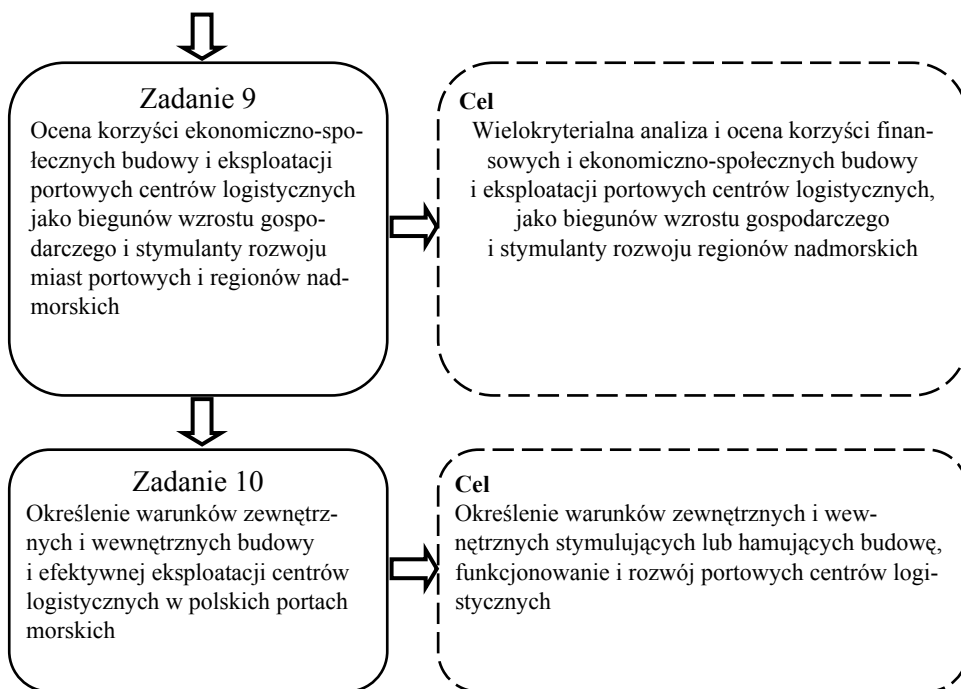 Zadanie 9
Ocena korzyści ekonomiczno-spo-
łecznych budowy i eksploatacji
portowych centrów logistycznych
jako biegunów wzrostu gospo-
darczego i stymulanty rozwoju
miast portowych i regionów nad-
morskich
Cel
Wielokryterialna analiza i ocena korzyści finan-
sowych i ekonomiczno-społecznych budowy
i eksploatacji portowych centrów logistycznych,
jako biegunów wzrostu gospodarczego
i stymulanty rozwoju regionów nadmorskich
Zadanie 10
Określenie warunków zewnętrz-
nych i wewnętrznych budowy
i efektywnej eksploatacji centrów
logistycznych w polskich portach
morskich
Cel
Określenie warunków zewnętrznych i wew-
nętrznych stymulujących lub hamujących budowę,
funkcjonowanie i rozwój portowych centrów logi-
stycznych